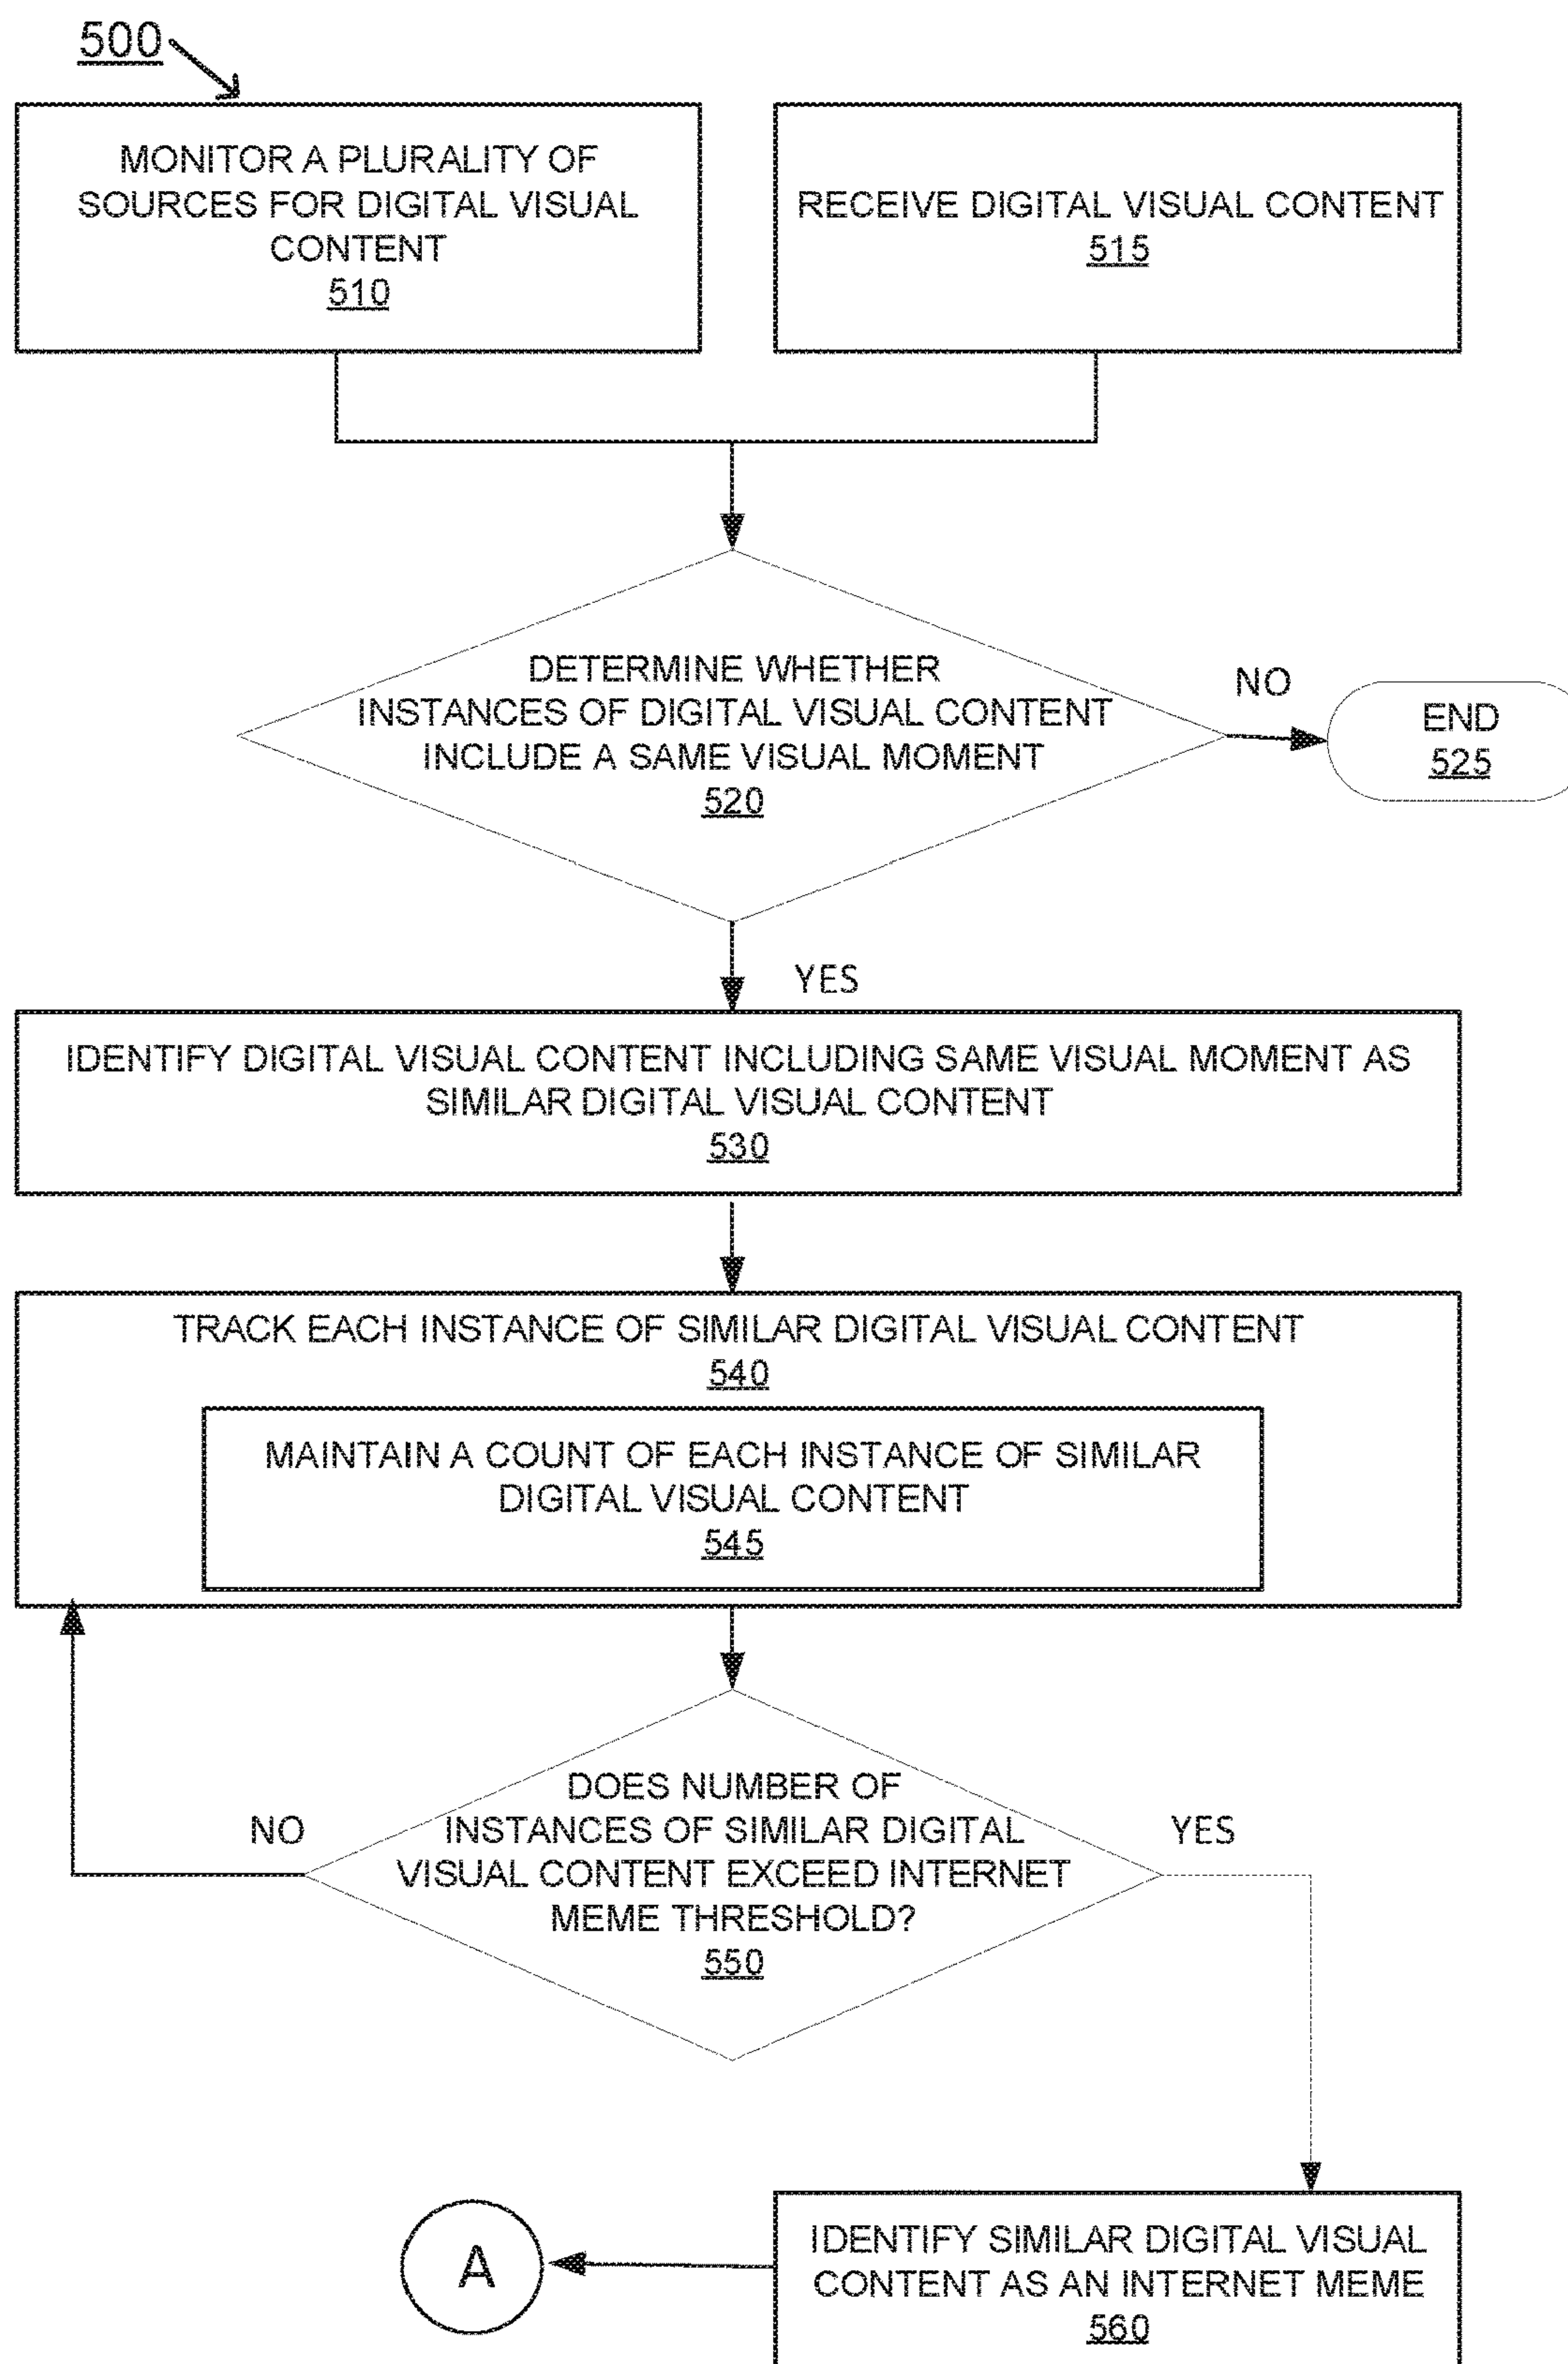 500
MONITOR A PLURALITY OF
SOURCES FOR DIGITAL VISUAL
CONTENT
510
RECEIVE DIGITAL VISUAL CONTENT
515
DETERMINE WHETHER
INSTANCES OF DIGITAL VISUAL CONTENT
INCLUDE A SAME VISUAL MOMENT
520
NO
END
525
YES
IDENTIFY DIGITAL VISUAL CONTENT INCLUDING SAME VISUAL MOMENT AS
SIMILAR DIGITAL VISUAL CONTENT
530
TRACK EACH INSTANCE OF SIMILAR DIGITAL VISUAL CONTENT
540
MAINTAIN A COUNT OF EACH INSTANCE OF SIMILAR
DIGITAL VISUAL CONTENT
545
DOES NUMBER OF
INSTANCES OF SIMILAR DIGITAL
VISUAL CONTENT EXCEED INTERNET
MEME THRESHOLD?
550
NO
YES
IDENTIFY SIMILAR DIGITAL VISUAL
CONTENT AS AN INTERNET MEME
560
A